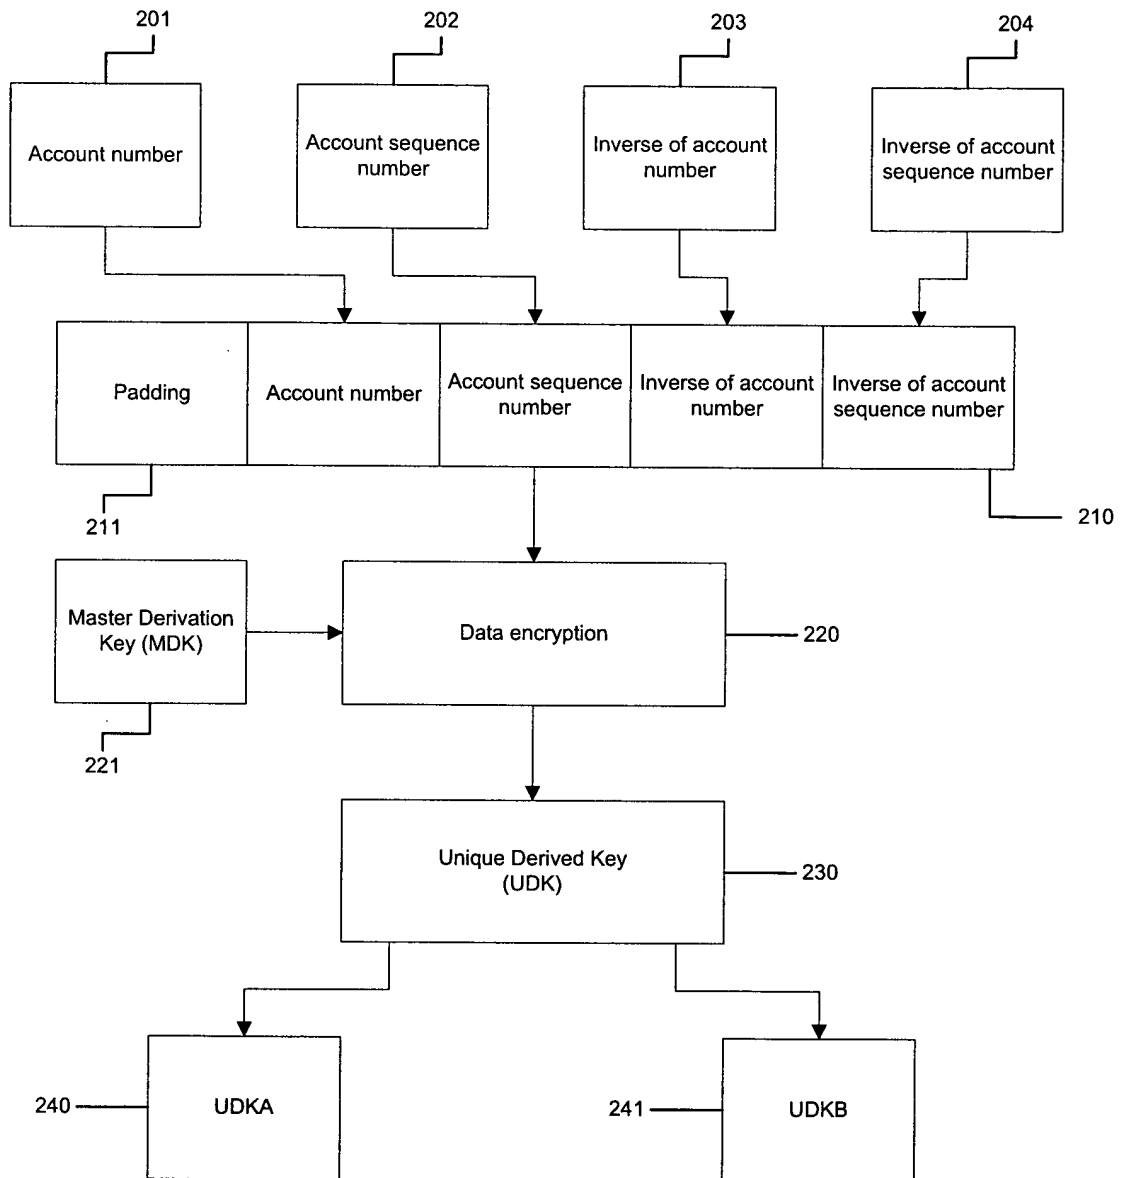 201
202
203
204
Account number
Account sequence
number
Inverse of account
number
Inverse of account
sequence number
Padding
Account number
Account sequence
number
Inverse of account
number
Inverse of account
sequence number
211
210
Master Derivation
Key (MDK)
Data encryption
220
221
Unique Derived Key
(UDK)
230
240
UDKA
241
UDKB